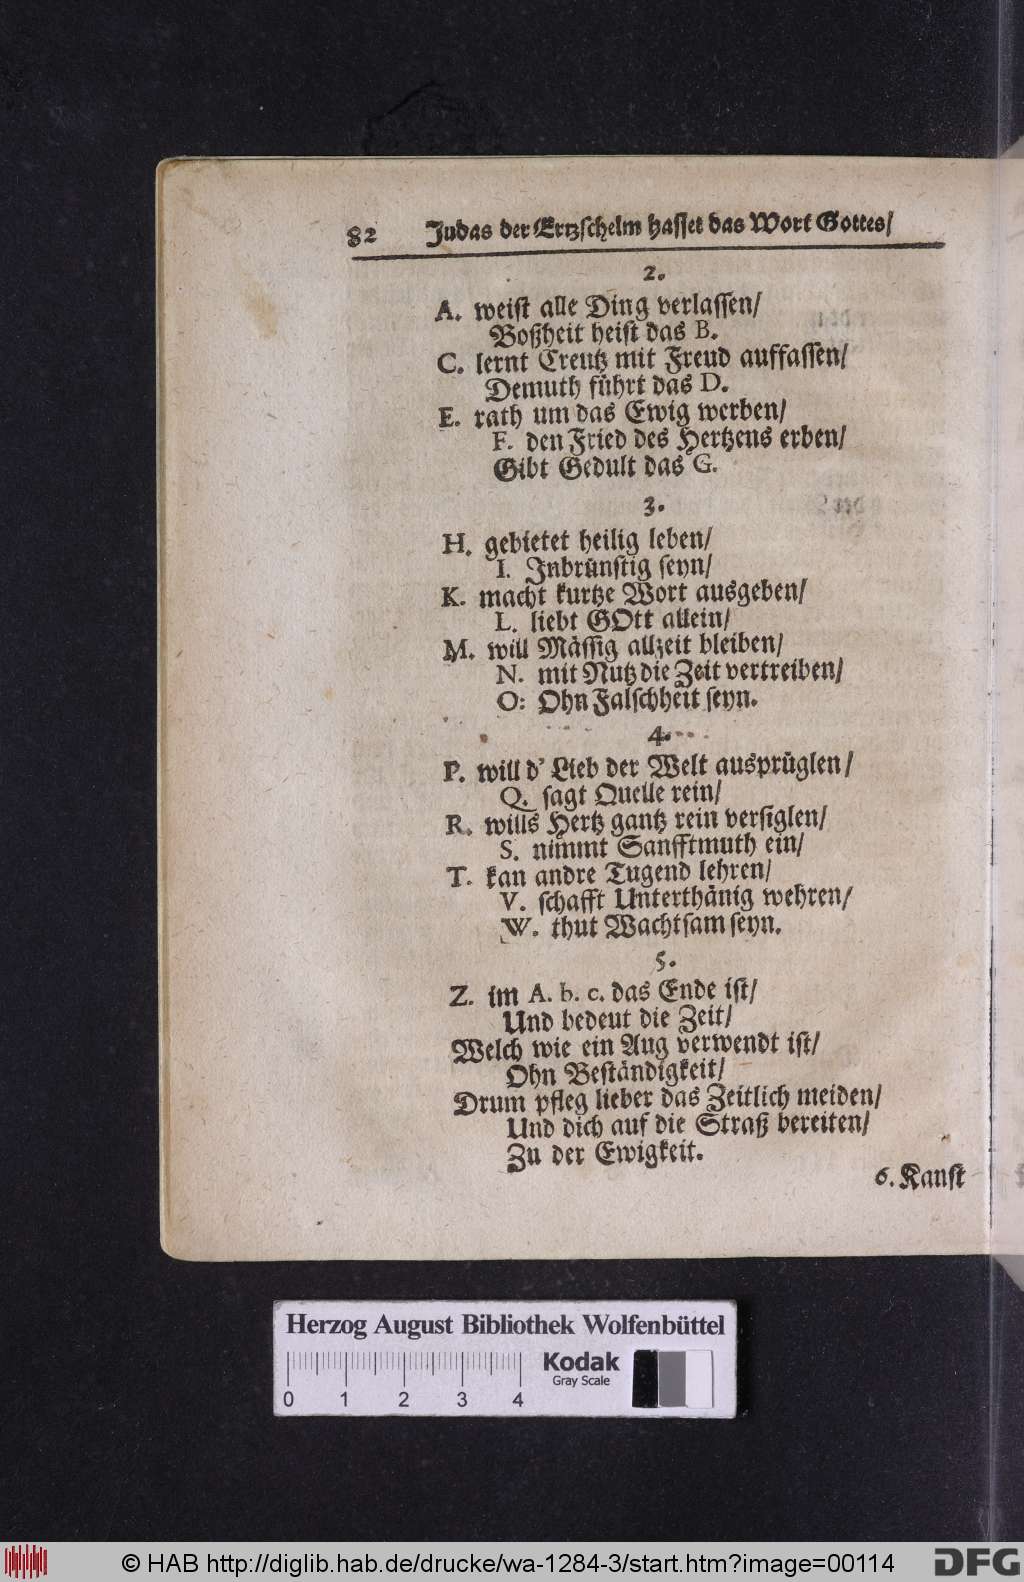 82 Judas der Ertzschelm hasset das Wort Gottes/
2.
A. weist alle Ding verlassen/
Boßheit heist das B.
C. lernt Creutz mit Freud auffassen/
Demuth führt das D.
E. rath um das Ewig werben/
F. den Fried des Hertzens erben/
Gibt Gedult das G.
3.
H. gebietet heilig leben/
I. Inbrünstig seyn/
K. macht kurtze Wort ausgeben/
L. liebt GOtt allein/
M. will Mässig allzeit bleiben/
N. mit Nutz die Zeit vertreiben/
O: Ohn Falschheit seyn.
4.
P. will d' Lieb der Welt ausprüglen/
Q. sagt Quelle rein/
R. wills Hertz gantz rein versiglen/
S. nimmt Sanfftmuth ein/
T. kan andre Tugend lehren/
V. schafft Unterthänig wehren/
W. thut Wachtsam seyn.
5.
Z. im A. b. c. das Ende ist/
Und bedeut die Zeit/
Welch wie ein Aug verwendt ist/
Ohn Beständigkeit/
Drum pfleg lieber das Zeitlich meiden/
Und dich auf die Straß bereiten/
Zu der Ewigkeit.
6. Kanst
Herzog August Bibliothek Wolfenbüttel
Kodak
Gray Scale
0 1 2 3 4
© HAB http://diglib.hab.de/drucke/wa-1284-3/start.htm?image=00114
DFG